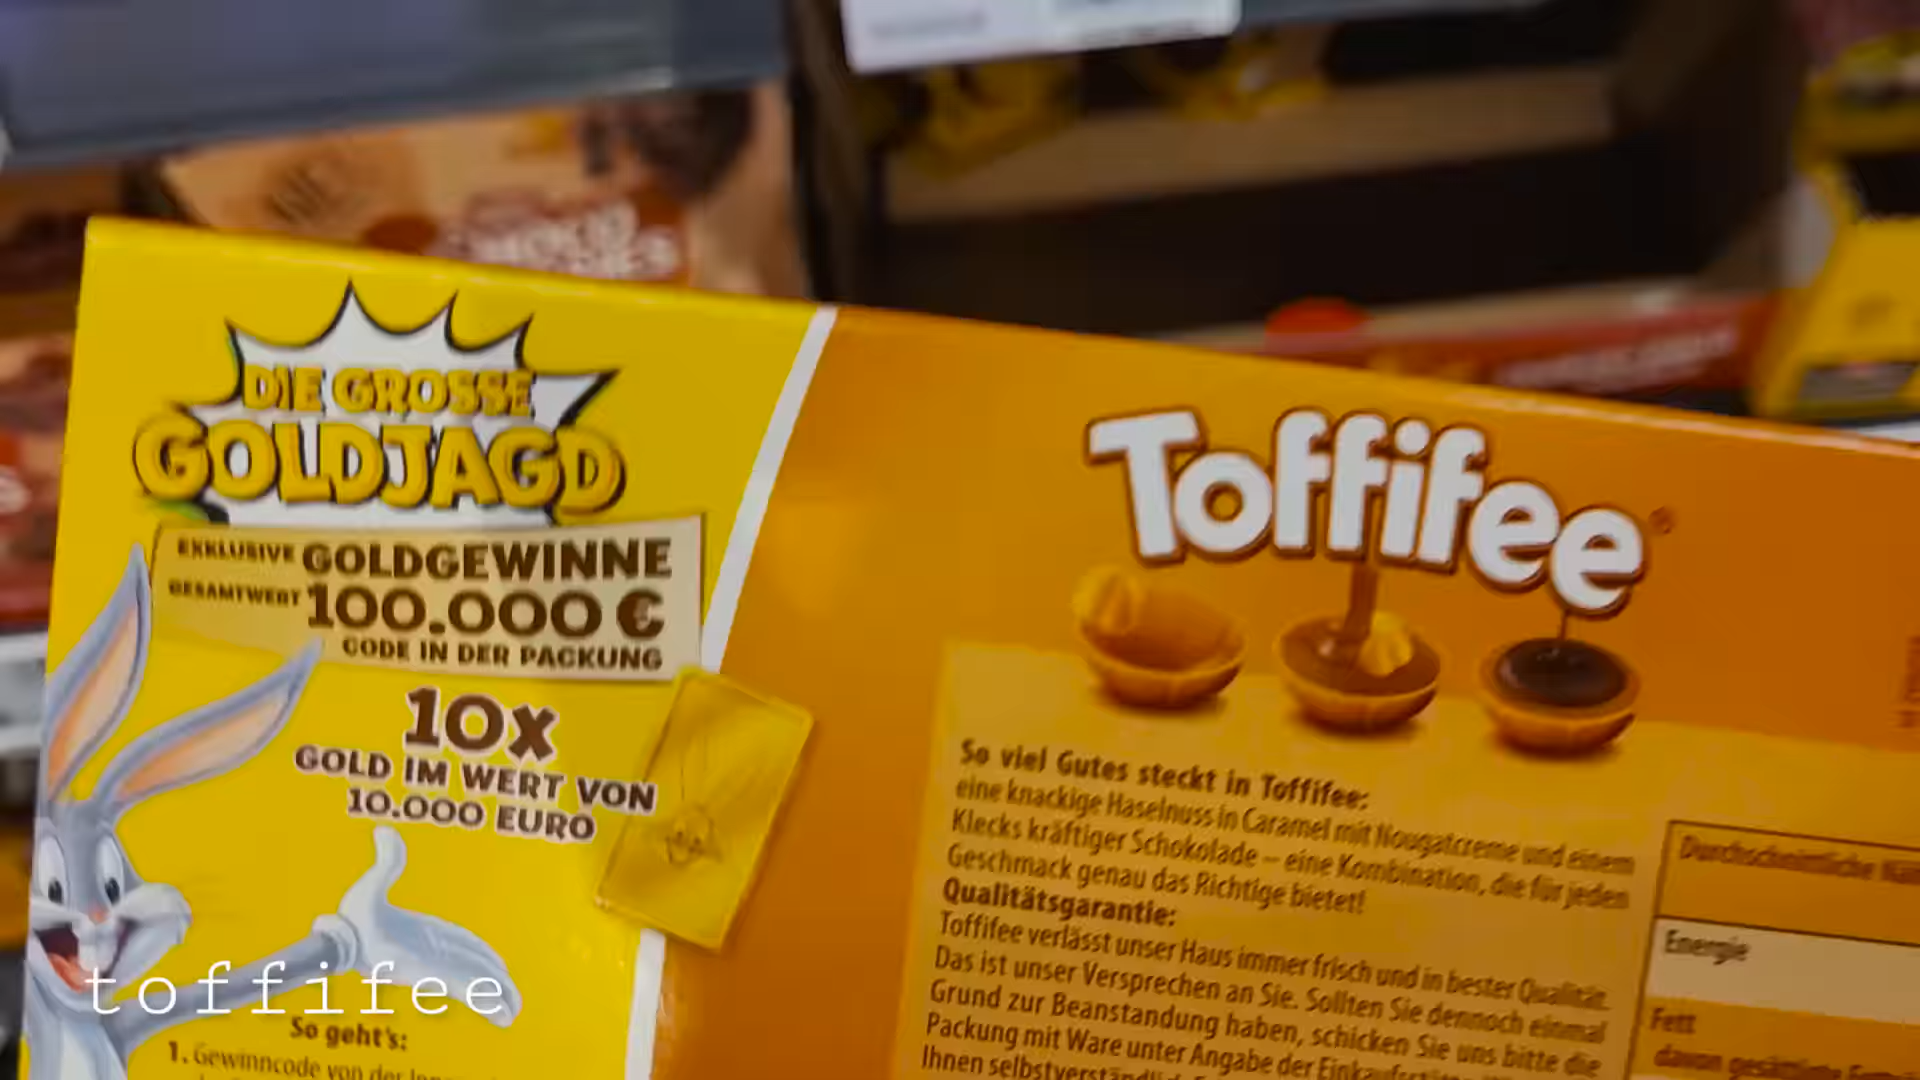 DIE GROSSE
GOLDJAGD
EXKLUSIVE GOLDGEWINNE
GESAMTWERT 100.000 €
CODE IN DER PACKUNG
10x
GOLD IM WERT VON
10.000 EURO
So geht's:
1. Gewinncode von der
toffifee
Toffifee
So viel Gutes steckt in Toffifee:
eine knackige Haselnuss in Caramel mit Nougatcreme und einem
Klecks kräftiger Schokolade – eine Kombination, die für jeden
Geschmack genau das Richtige bietet!
Qualitätsgarantie:
Toffifee verlässt unser Haus immer frisch und in bester Qualität.
Das ist unser Versprechen an Sie. Sollten Sie dennoch einmal
Grund zur Beanstandung haben, schicken Sie uns bitte die
Packung mit Ware unter Angabe der
Ihnen
Durchschnittliche
Energie
Fett
davon gesättigte